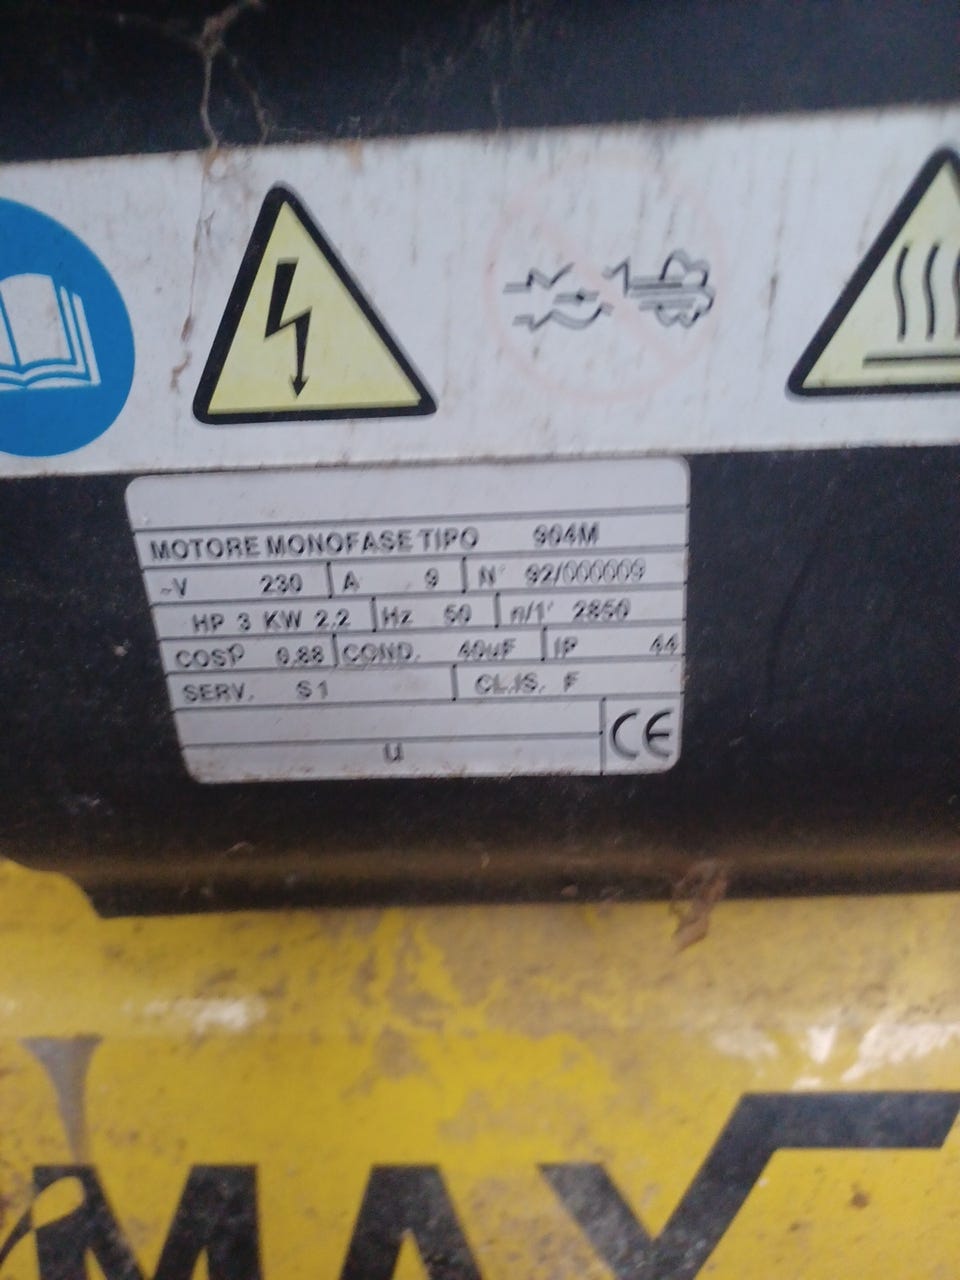 MOTORE MONOFASE TIPO 904M
~V 230 A 9 N° 92/000009
HP 3 KW 2,2 Hz 50 n/1' 2850
COSφ 0.88 COND. 40uF IP 44
SERV. S1 CL.IS. F
CE
U
MAX